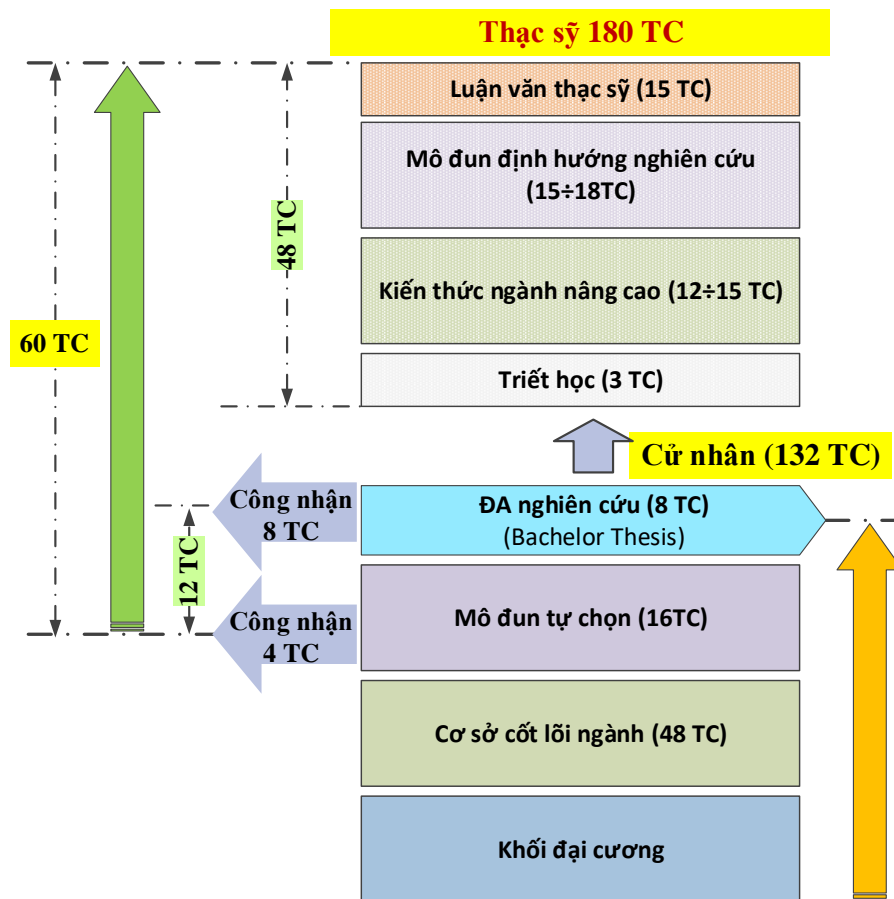 Thạc sỹ 180 TC
Luận văn thạc sỹ (15 TC)
Mô đun định hướng nghiên cứu
(15÷18TC)
48 TC
Kiến thức ngành nâng cao (12÷15 TC)
60 TC
Triết học (3 TC)
Cử nhân (132 TC)
Công nhận
8 TC
ĐA nghiên cứu (8 TC)
(Bachelor Thesis)
12 TC
Công nhận
4 TC
Mô đun tự chọn (16TC)
Cơ sở cốt lõi ngành (48 TC)
Khối đại cương